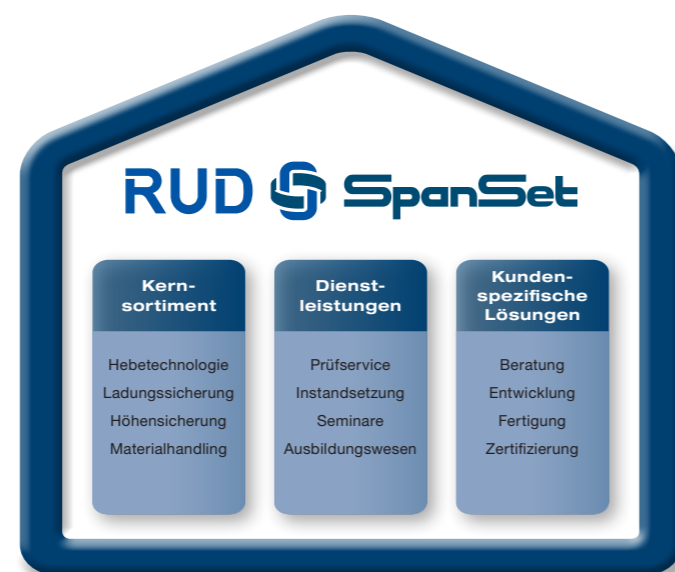 RUD SpanSet
Kern-
sortiment
Hebetechnologie
Ladungssicherung
Höhensicherung
Materialhandling
Dienst-
leistungen
Prüfservice
Instandsetzung
Seminare
Ausbildungswesen
Kunden-
spezifische
Lösungen
Beratung
Entwicklung
Fertigung
Zertifizierung